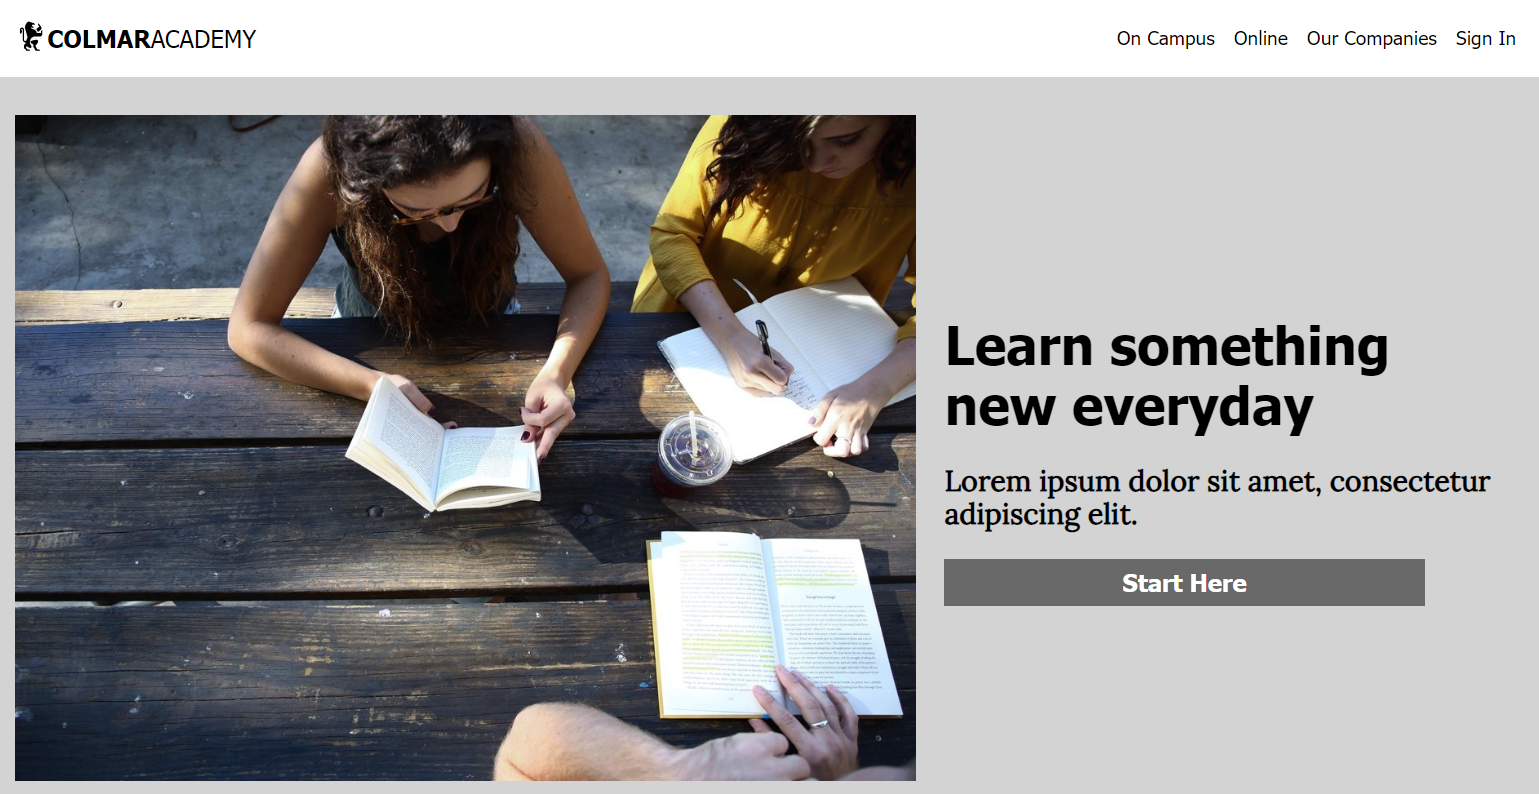 COLMARACADEMY
On Campus Online Our Companies Sign In
Learn something
new everyday
Lorem ipsum dolor sit amet, consectetur
adipiscing elit.
Start Here